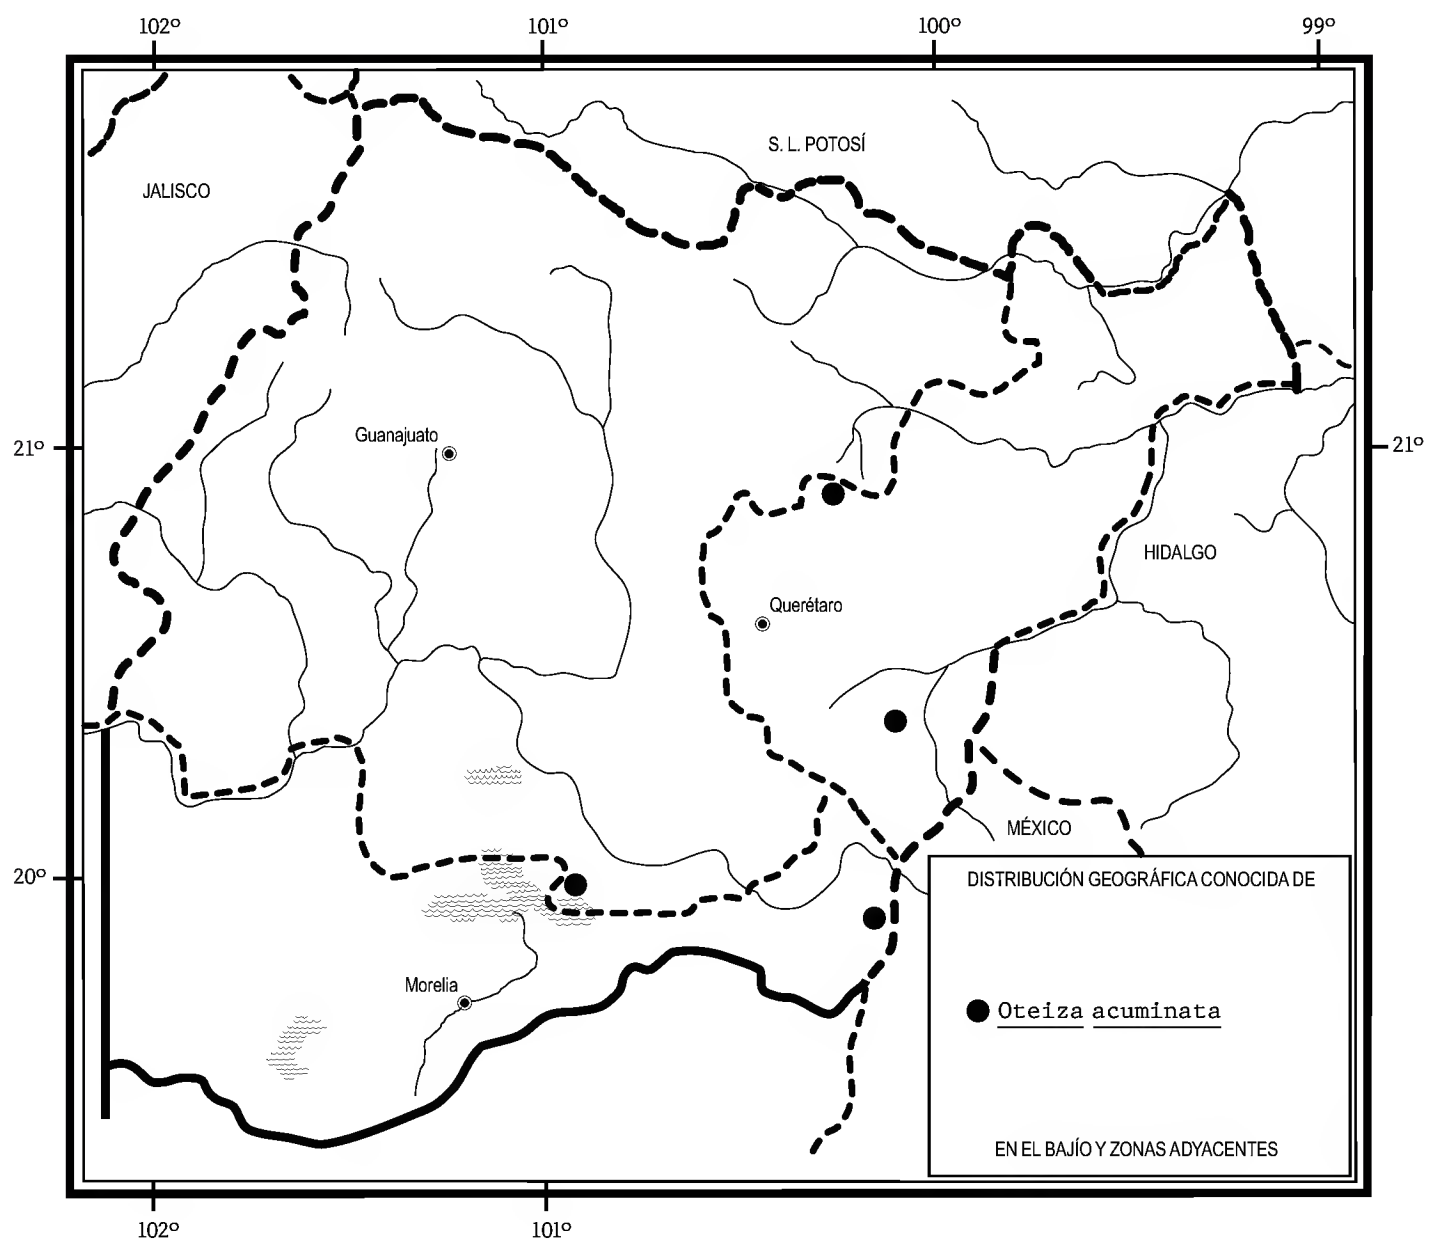 102º 101º 100º 99º
S. L. POTOSÍ
JALISCO
Guanajuato
21º 21º
HIDALGO
Querétaro
MÉXICO
20º
DISTRIBUCIÓN GEOGRÁFICA CONOCIDA DE
Morelia
Oteiza acuminata
EN EL BAJÍO Y ZONAS ADYACENTES
102º 101º